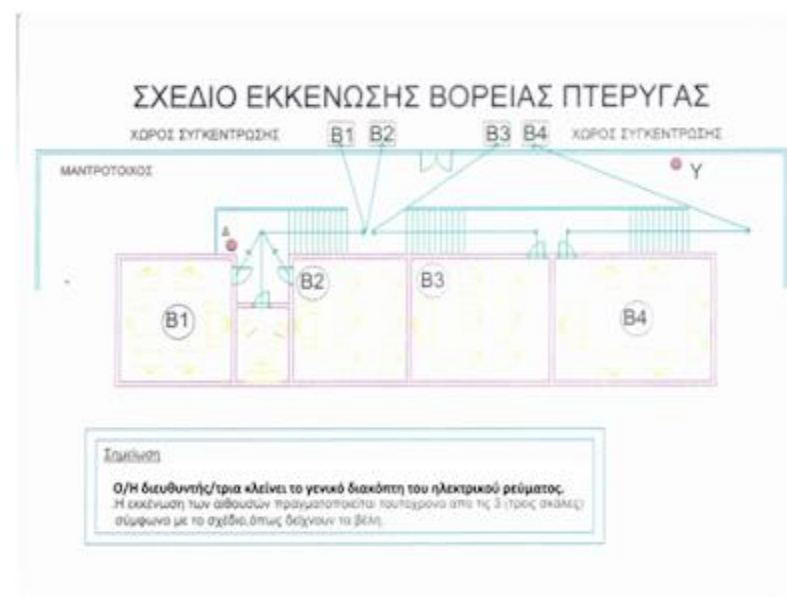 ΣΧΕΔΙΟ ΕΚΚΕΝΩΣΗΣ ΒΟΡΕΙΑΣ ΠΤΕΡΥΓΑΣ
ΧΩΡΟΣ ΣΥΓΚΕΝΤΡΩΣΗΣ Β1 Β2 Β3 Β4 ΧΩΡΟΣ ΣΥΓΚΕΝΤΡΩΣΗΣ
ΜΑΝΤΡΟΤΟΙΧΟΣ
Υ
Δ
Β2 Β3
Β1 Β4
Σημείωση
Ο/Η διευθυντής/τρια κλείνει το γενικό διακόπτη του ηλεκτρικού ρεύματος.
Η εκκένωση των αιθουσών πραγματοποιείται ταυτόχρονα από τις 3 (τρεις σκάλες)
σύμφωνα με το σχέδιο,όπως δείχνουν τα βέλη.